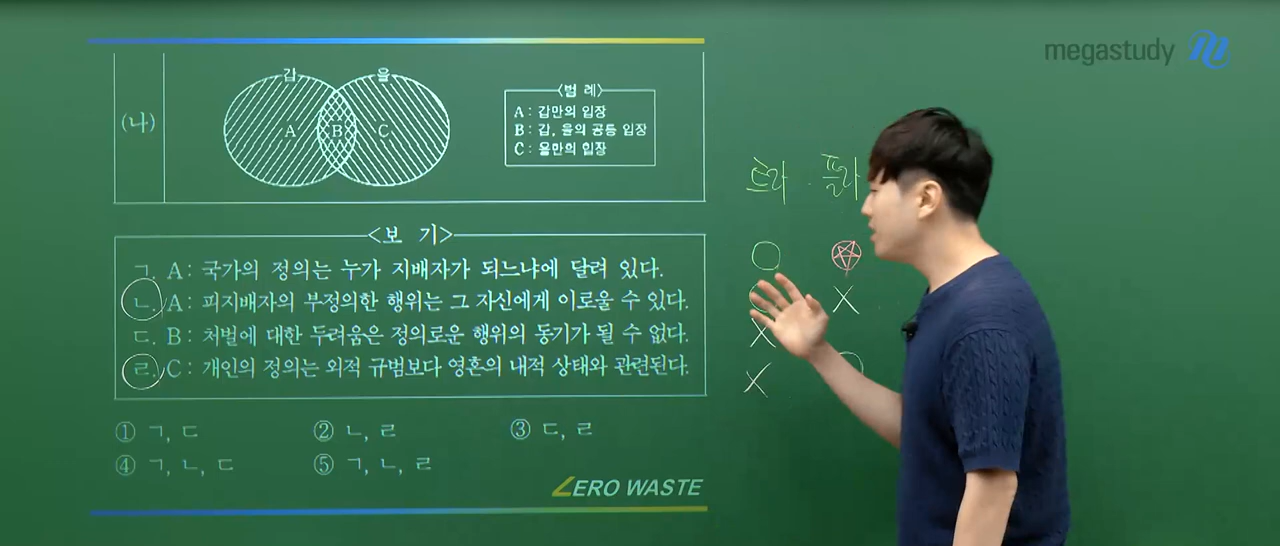 megastudy
(나)
갑 을
A B C
<범 례>
A : 갑만의 입장
B : 갑, 을의 공통 입장
C : 을만의 입장
트라 플라
<보 기>
ㄱ. A : 국가의 정의는 누가 지배자가 되느냐에 달려 있다.
ㄴ. A : 피지배자의 부정의한 행위는 그 자신에게 이로울 수 있다.
ㄷ. B : 처벌에 대한 두려움은 정의로운 행위의 동기가 될 수 없다.
ㄹ. C : 개인의 정의는 외적 규범보다 영혼의 내적 상태와 관련된다.
① ㄱ, ㄷ ② ㄴ, ㄹ ③ ㄷ, ㄹ
④ ㄱ, ㄴ, ㄷ ⑤ ㄱ, ㄴ, ㄹ
ZERO WASTE